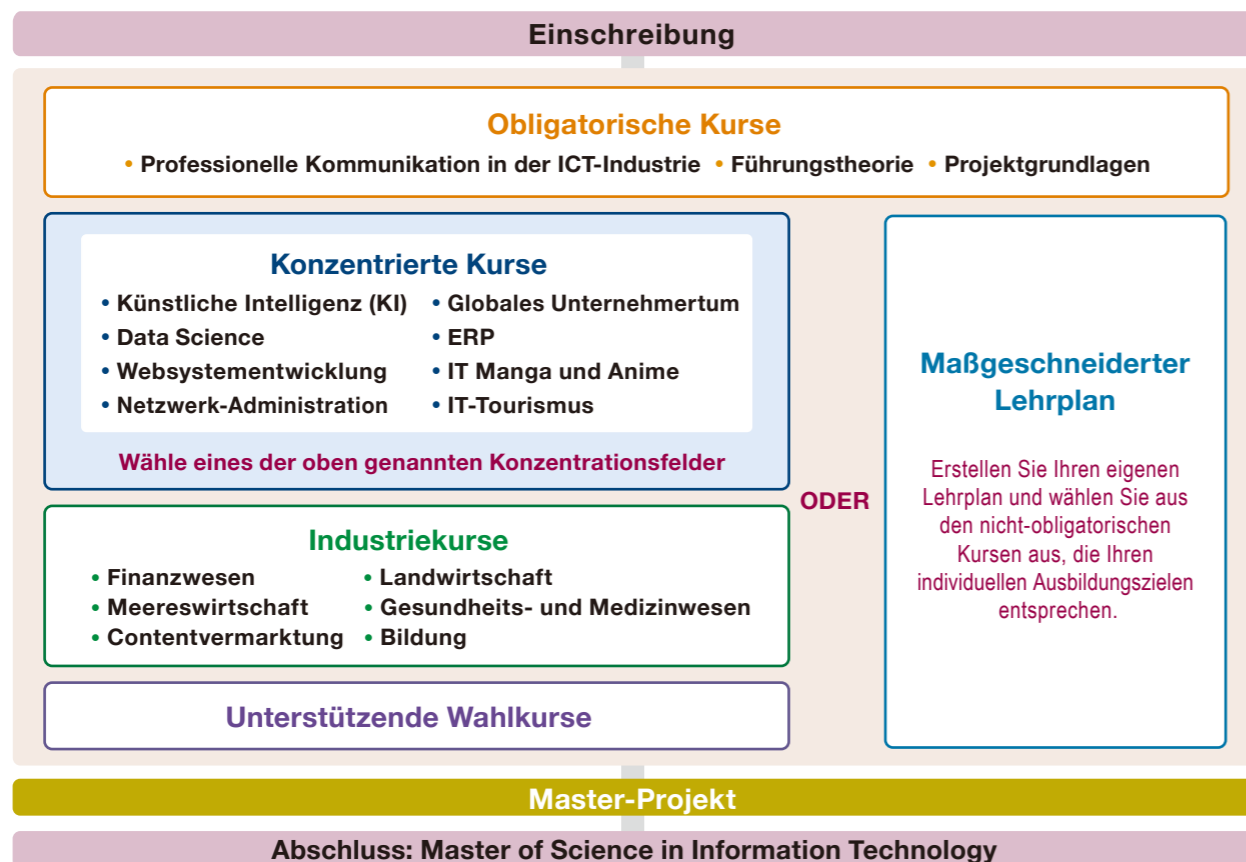 Einschreibung
Obligatorische Kurse
• Professionelle Kommunikation in der ICT-Industrie • Führungstheorie • Projektgrundlagen
Konzentrierte Kurse
• Künstliche Intelligenz (KI)
• Data Science
• Websystementwicklung
• Netzwerk-Administration
• Globales Unternehmertum
• ERP
• IT Manga und Anime
• IT-Tourismus
Wähle eines der oben genannten Konzentrationsfelder
Industriekurse
• Finanzwesen
• Meereswirtschaft
• Contentvermarktung
• Landwirtschaft
• Gesundheits- und Medizinwesen
• Bildung
Unterstützende Wahlkurse
ODER
Maßgeschneiderter
Lehrplan
Erstellen Sie Ihren eigenen
Lehrplan und wählen Sie aus
den nicht-obligatorischen
Kursen aus, die Ihren
individuellen Ausbildungszielen
entsprechen.
Master-Projekt
Abschluss: Master of Science in Information Technology